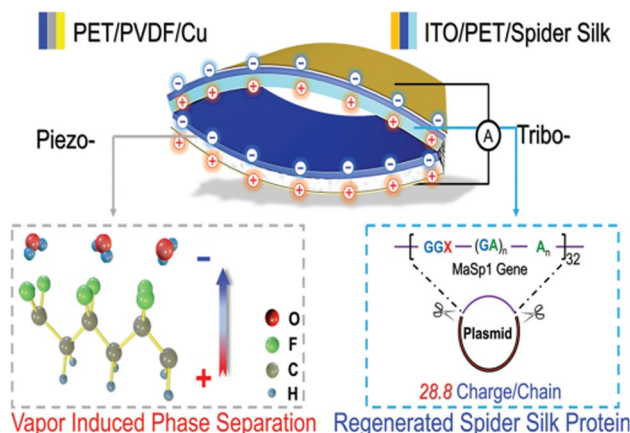 PET/PVDF/Cu
ITO/PET/Spider Silk
Piezo-
A
Tribo-
O
F
C
H
Vapor Induced Phase Separation
GGX — (GA)n — An
32
MaSp1 Gene
Plasmid
28.8 Charge/Chain
Regenerated Spider Silk Protein